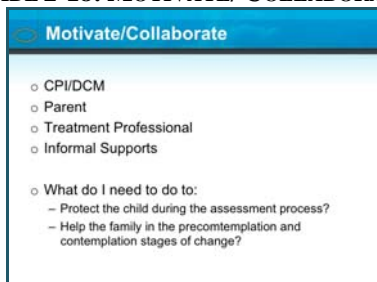 Motivate/Collaborate
○ CPI/DCM
○ Parent
○ Treatment Professional
○ Informal Supports
○ What do I need to do to:
– Protect the child during the assessment process?
– Help the family in the precomtemplation and
contemplation stages of change?